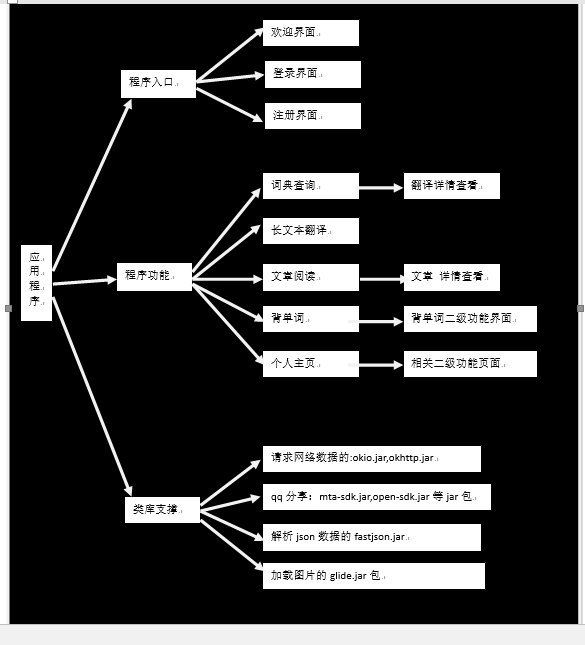 欢迎界面
程序入口
登录界面
注册界面
词典查询
翻译详情查看
长文本翻译
应
用
程
序
程序功能
文章阅读
文章 详情查看
背单词
背单词二级功能界面
个人主页
相关二级功能页面
请求网络数据的:okio.jar,okhttp.jar
类库支撑
qq 分享：mta-sdk.jar,open-sdk.jar 等 jar 包
解析 json 数据的 fastjson.jar
加载图片的 glide.jar 包